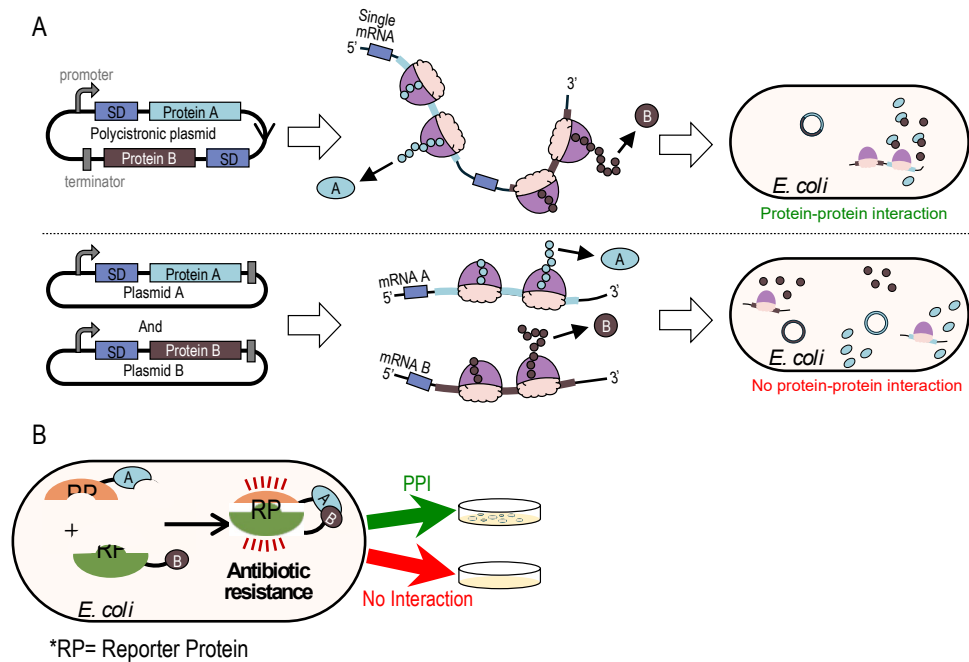 A
promoter
SD
Protein A
Polycistronic plasmid
Protein B
SD
terminator
Single
mRNA
5'
3'
A
B
E. coli
Protein-protein interaction
SD
Protein A
Plasmid A
And
SD
Protein B
Plasmid B
mRNA A
5'
3'
A
B
mRNA B
5'
3'
E. coli
No protein-protein interaction
B
RP
A
+
RP
B
E. coli
RP
A
B
Antibiotic
resistance
PPI
No Interaction
*RP= Reporter Protein